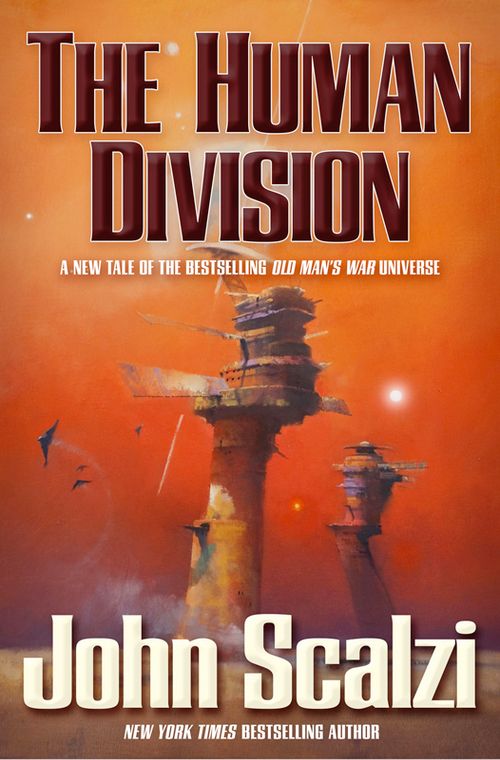 THE HUMAN
DIVISION
A NEW TALE OF THE BESTSELLING OLD MAN'S WAR UNIVERSE
John Scalzi
NEW YORK TIMES BESTSELLING AUTHOR